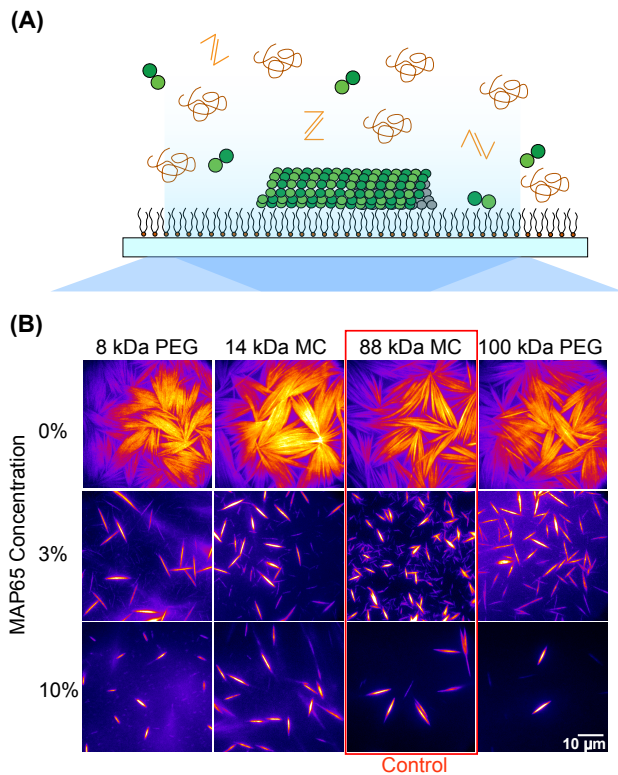 (A)
(B)
8 kDa PEG 14 kDa MC 88 kDa MC 100 kDa PEG
MAP65 Concentration
0%
3%
10%
10 µm
Control